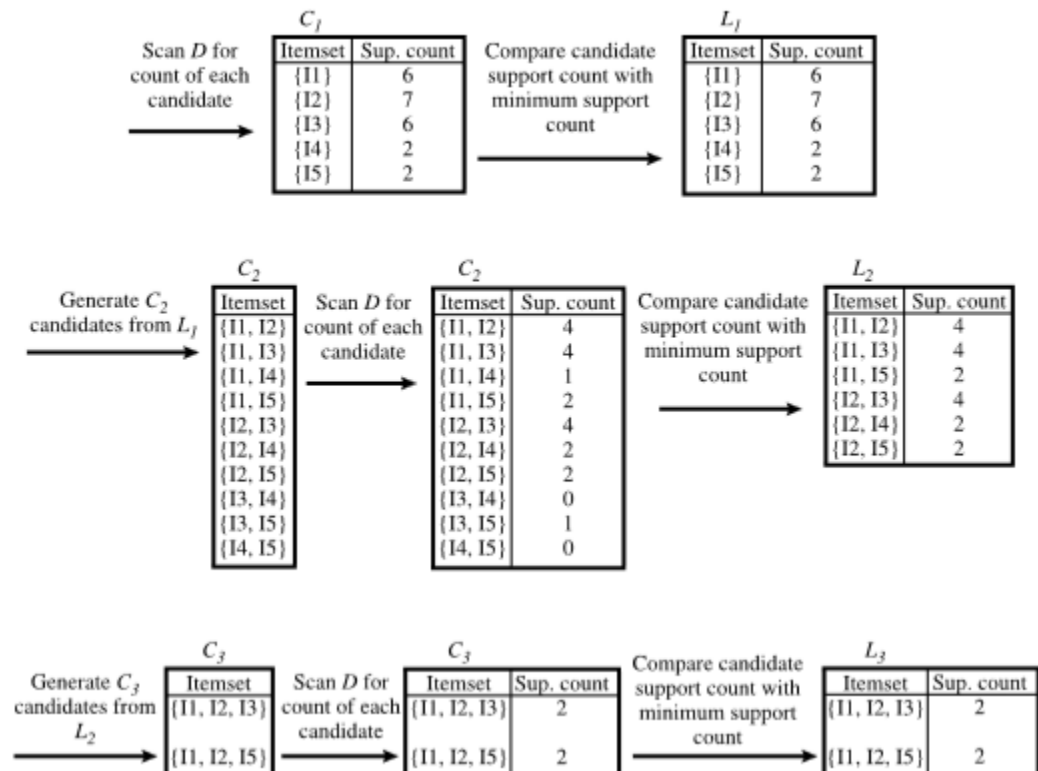 C1
L1
Scan D for
count of each
candidate
Itemset Sup. count
{I1} 6
{I2} 7
{I3} 6
{I4} 2
{I5} 2
Compare candidate
support count with
minimum support
count
Itemset Sup. count
{I1} 6
{I2} 7
{I3} 6
{I4} 2
{I5} 2
C2
C2
L2
Generate C2
candidates from L1
Itemset
{I1, I2}
{I1, I3}
{I1, I4}
{I1, I5}
{I2, I3}
{I2, I4}
{I2, I5}
{I3, I4}
{I3, I5}
{I4, I5}
Scan D for
count of each
candidate
Itemset Sup. count
{I1, I2} 4
{I1, I3} 4
{I1, I4} 1
{I1, I5} 2
{I2, I3} 4
{I2, I4} 2
{I2, I5} 2
{I3, I4} 0
{I3, I5} 1
{I4, I5} 0
Compare candidate
support count with
minimum support
count
Itemset Sup. count
{I1, I2} 4
{I1, I3} 4
{I1, I5} 2
{I2, I3} 4
{I2, I4} 2
{I2, I5} 2
C3
C3
L3
Generate C3
candidates from
L2
Itemset
{I1, I2, I3}
{I1, I2, I5}
Scan D for
count of each
candidate
Itemset Sup. count
{I1, I2, I3} 2
{I1, I2, I5} 2
Compare candidate
support count with
minimum support
count
Itemset Sup. count
{I1, I2, I3} 2
{I1, I2, I5} 2